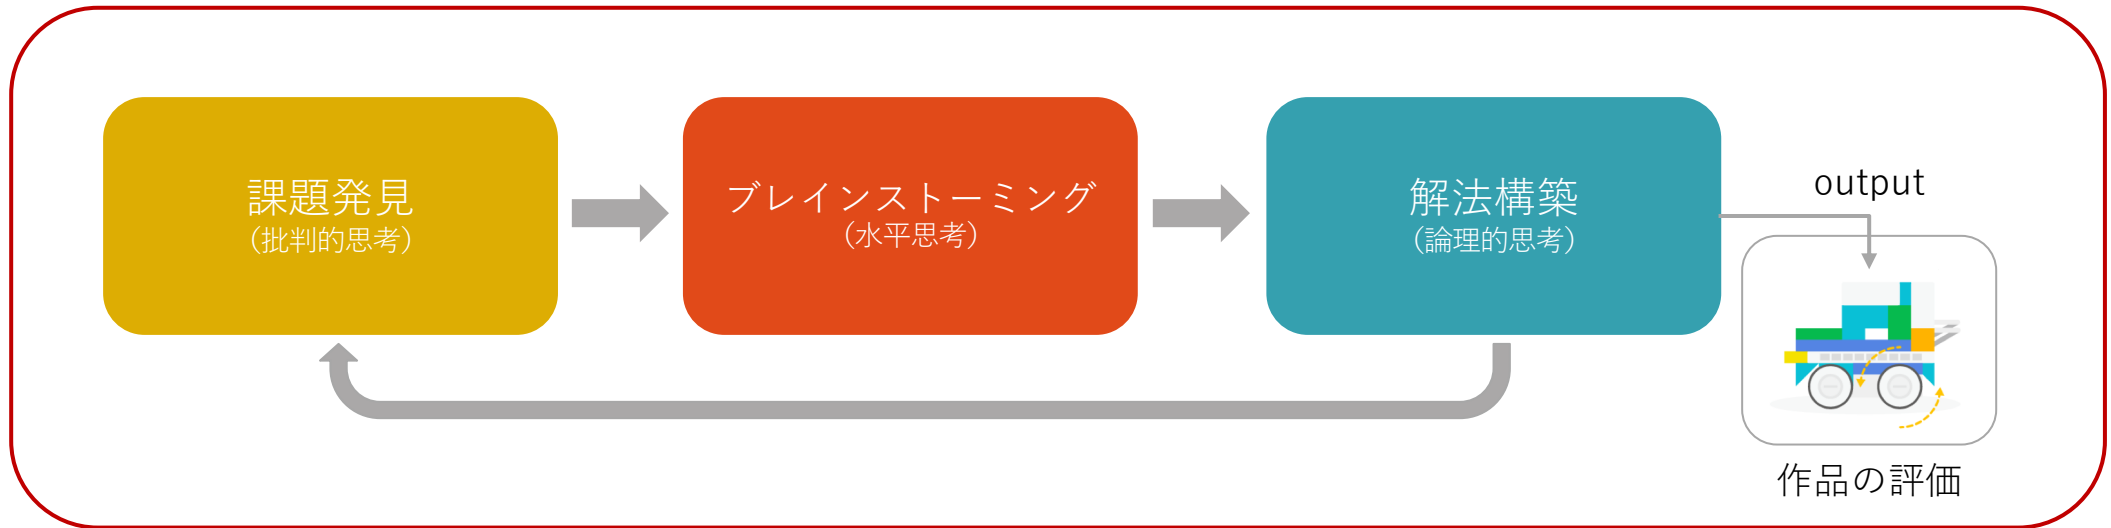 課題発見
（批判的思考）
ブレインストーミング
（水平思考）
解法構築
（論理的思考）
output
作品の評価